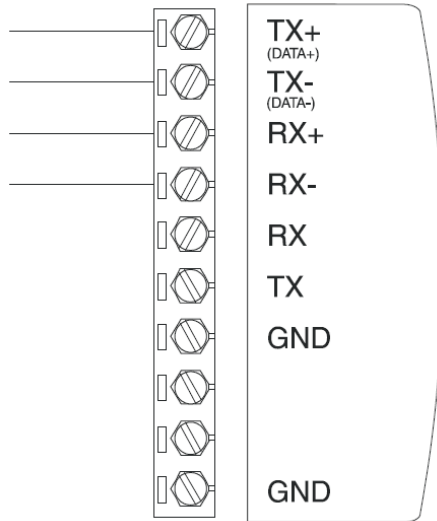 TX+
(DATA+)
TX-
(DATA-)
RX+
RX-
RX
TX
GND
GND